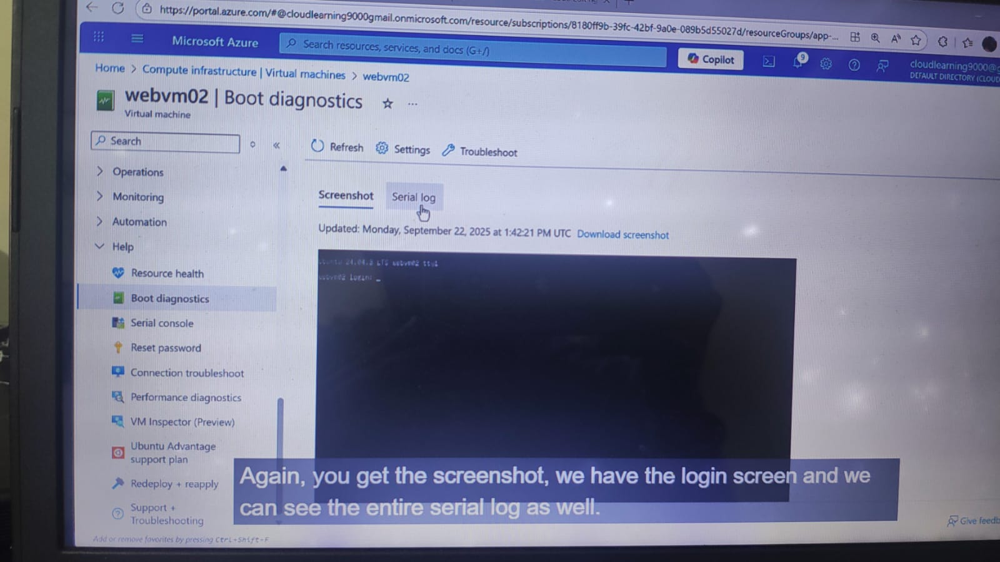 https://portal.azure.com/#@cloudlearning9000gmail.onmicrosoft.com/resource/subscriptions/8180ff9b-39fc-42bf-9a0e-089b5d55027d/resourceGroups/app-...
Microsoft Azure
Search resources, services, and docs (G+/)
Copilot
9
cloudlearning9000@g
DEFAULT DIRECTORY (CLOUD
Home > Compute infrastructure | Virtual machines > webvm02
webvm02 | Boot diagnostics
Virtual machine
Search
Refresh
Settings
Troubleshoot
Operations
Monitoring
Automation
Help
Resource health
Boot diagnostics
Serial console
Reset password
Connection troubleshoot
Performance diagnostics
VM Inspector (Preview)
Ubuntu Advantage
support plan
Redeploy + reapply
Support +
Troubleshooting
Add or remove favorites by pressing Ctrl+Shift+F
Screenshot
Serial log
Updated: Monday, September 22, 2025 at 1:42:21 PM UTC Download screenshot
Ubuntu 24.04.3 LTS webvm02 tty1
webvm02 login: _
Again, you get the screenshot, we have the login screen and we
can see the entire serial log as well.
Give feedb